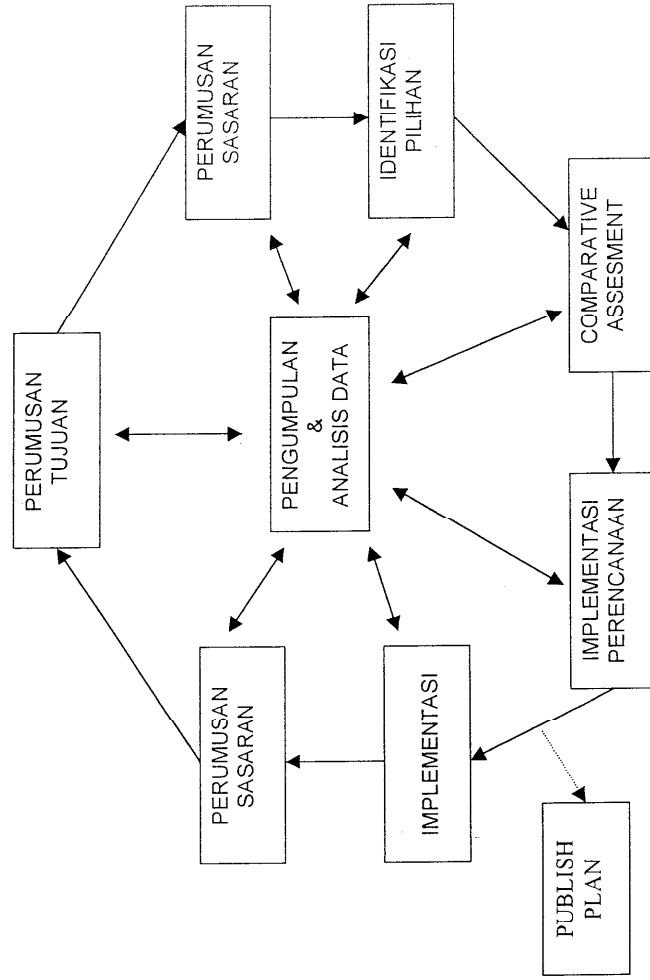 PERUMUSAN
TUJUAN
PERUMUSAN
SASARAN
PERUMUSAN
SASARAN
PENGUMPULAN
&
ANALISIS DATA
IMPLEMENTASI
IDENTIFIKASI
PILIHAN
PUBLISH
PLAN
IMPLEMENTASI
PERENCANAAN
COMPARATIVE
ASSESMENT